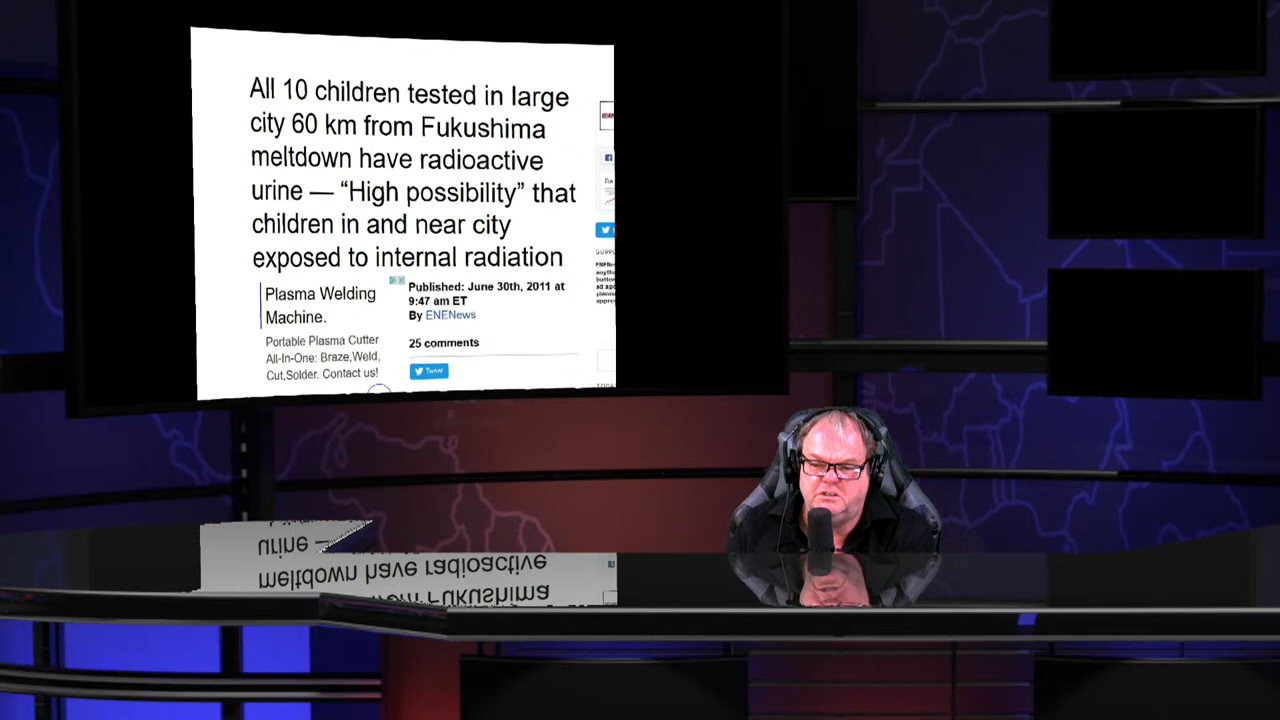 All 10 children tested in large
city 60 km from Fukushima
meltdown have radioactive
urine — “High possibility” that
children in and near city
exposed to internal radiation
Plasma Welding
Machine.
Portable Plasma Cutter
All-In-One: Braze,Weld,
Cut,Solder. Contact us!
Published: June 30th, 2011 at
9:47 am ET
By ENENews
25 comments
Tweet
urine —
meltdown have radioactive
from Fukushima